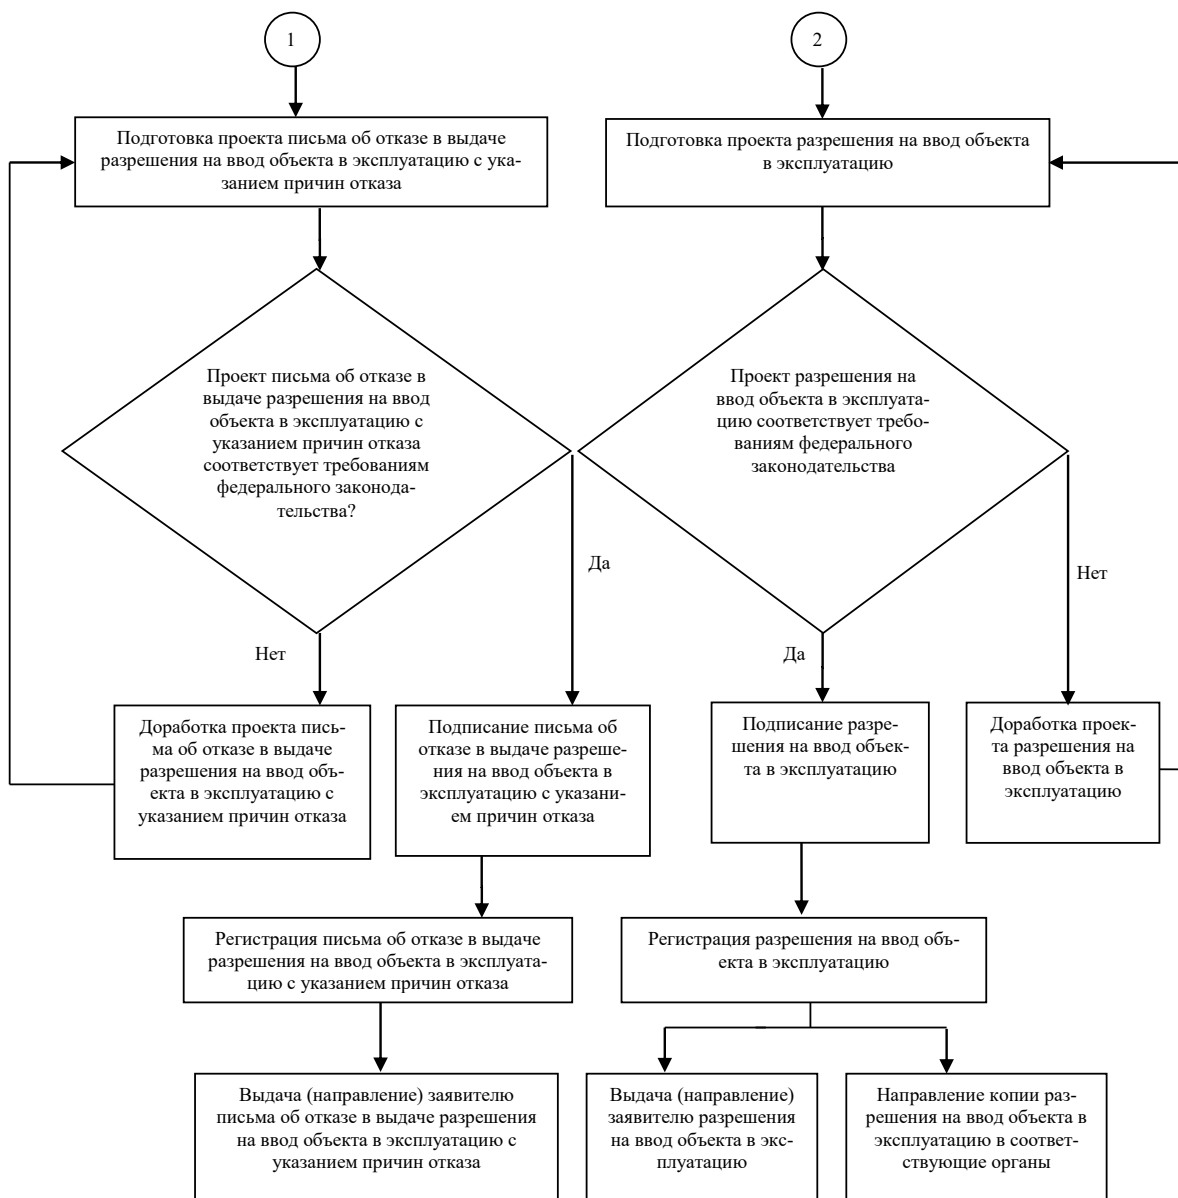 1
2
Подготовка проекта письма об отказе в выдаче
разрешения на ввод объекта в эксплуатацию с ука-
занием причин отказа
Подготовка проекта разрешения на ввод объекта
в эксплуатацию
Проект письма об отказе в
выдаче разрешения на ввод
объекта в эксплуатацию с
указанием причин отказа
соответствует требованиям
федерального законода-
тельства?
Проект разрешения на
ввод объекта в эксплуата-
цию соответствует требо-
ваниям федерального
законодательства
Да
Нет
Нет
Да
Доработка проекта пись-
ма об отказе в выдаче
разрешения на ввод объ-
екта в эксплуатацию с
указанием причин отказа
Подписание письма об
отказе в выдаче разреше-
ния на ввод объекта в
эксплуатацию с указани-
ем причин отказа
Подписание разре-
шения на ввод объек-
та в эксплуатацию
Доработка проек-
та разрешения на
ввод объекта в
эксплуатацию
Регистрация письма об отказе в выдаче
разрешения на ввод объекта в эксплуата-
цию с указанием причин отказа
Регистрация разрешения на ввод объ-
екта в эксплуатацию
Выдача (направление) заявителю
письма об отказе в выдаче разрешения
на ввод объекта в эксплуатацию с
указанием причин отказа
Выдача (направление)
заявителю разрешения
на ввод объекта в экс-
плуатацию
Направление копии раз-
решения на ввод объекта в
эксплуатацию в соответ-
ствующие органы